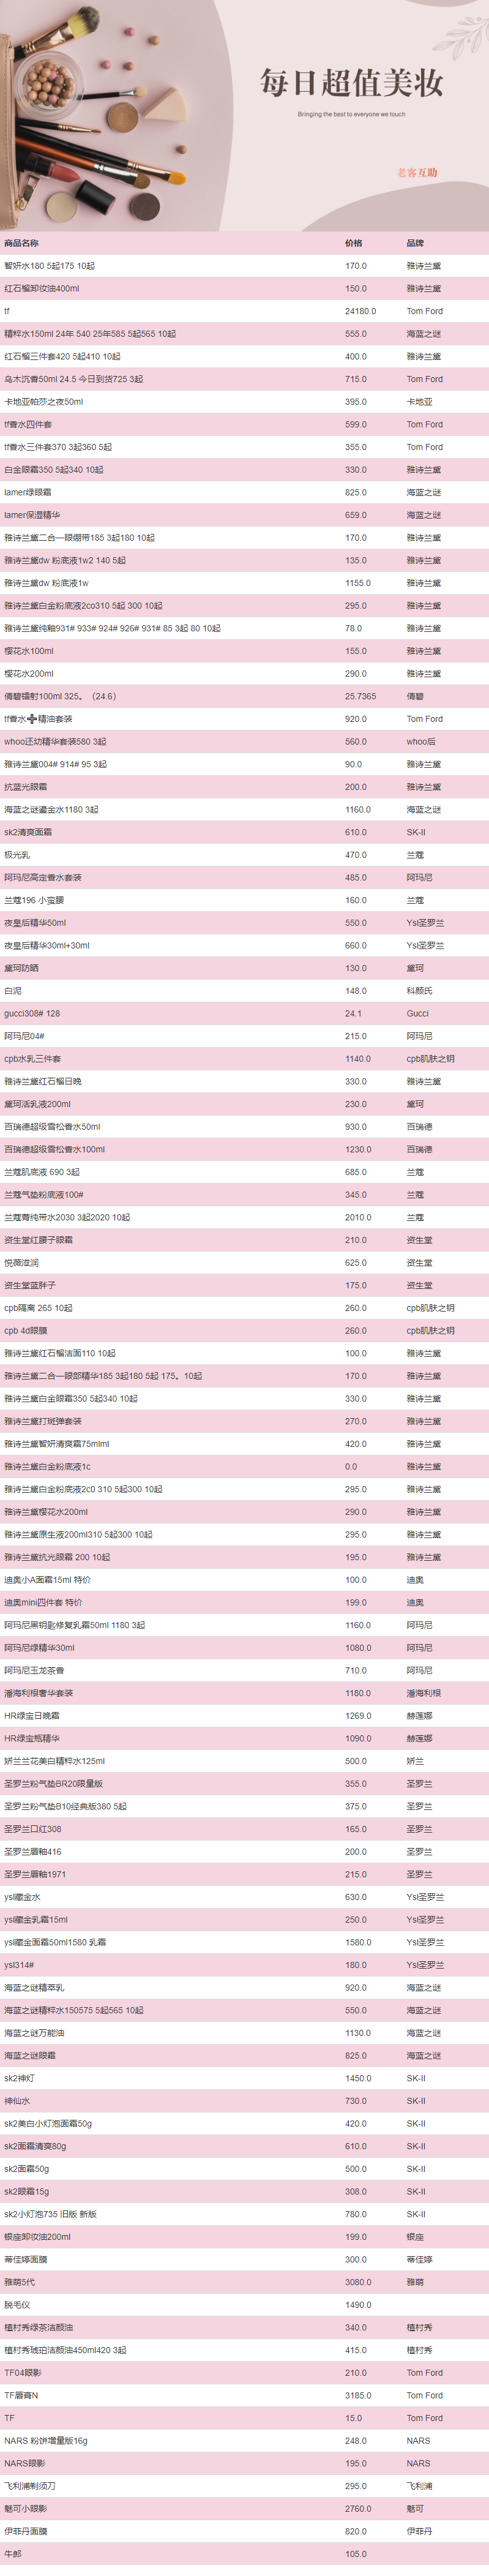 每日超值美妆
Bringing the best to everyone we touch
老客互助
商品名称 价格 品牌
智妍水180 5起175 10起 170.0 雅诗兰黛
红石榴卸妆油400ml 150.0 雅诗兰黛
tf 24180.0 Tom Ford
精粹水150ml 24年 540 25年585 5起565 10起 555.0 海蓝之谜
红石榴三件套420 5起410 10起 400.0 雅诗兰黛
乌木沉香50ml 24.5 今日到货725 3起 715.0 Tom Ford
卡地亚帕莎之夜50ml 395.0 卡地亚
tf香水四件套 599.0 Tom Ford
tf香水三件套370 3起360 5起 355.0 Tom Ford
白金眼霜350 5起340 10起 330.0 雅诗兰黛
lamer绿眼霜 825.0 海蓝之谜
lamer保湿精华 659.0 海蓝之谜
雅诗兰黛二合一眼绷带185 3起180 10起 170.0 雅诗兰黛
雅诗兰黛dw 粉底液1w2 140 5起 135.0 雅诗兰黛
雅诗兰黛dw 粉底液1w 1155.0 雅诗兰黛
雅诗兰黛白金粉底液2co310 5起 300 10起 295.0 雅诗兰黛
雅诗兰黛纯釉931# 933# 924# 926# 931# 85 3起 80 10起 78.0 雅诗兰黛
樱花水100ml 155.0 雅诗兰黛
樱花水200ml 290.0 雅诗兰黛
倩碧镭射100ml 325。（24.6） 25.7365 倩碧
tf香水➕精油套装 920.0 Tom Ford
whoo还幼精华套装580 3起 560.0 whoo后
雅诗兰黛004# 914# 95 3起 90.0 雅诗兰黛
抗蓝光眼霜 200.0 雅诗兰黛
海蓝之谜鎏金水1180 3起 1160.0 海蓝之谜
sk2清爽面霜 610.0 SK-II
极光乳 470.0 兰蔻
阿玛尼高定香水套装 485.0 阿玛尼
兰蔻196 小蛮腰 160.0 兰蔻
夜皇后精华50ml 550.0 Ysl圣罗兰
夜皇后精华30ml+30ml 660.0 Ysl圣罗兰
黛珂防晒 130.0 黛珂
白泥 148.0 科颜氏
gucci308# 128 24.1 Gucci
阿玛尼04# 215.0 阿玛尼
cpb水乳三件套 1140.0 cpb肌肤之钥
雅诗兰黛红石榴日晚 330.0 雅诗兰黛
黛珂活乳液200ml 230.0 黛珂
百瑞德超级雪松香水50ml 930.0 百瑞德
百瑞德超级雪松香水100ml 1230.0 百瑞德
兰蔻肌底液 690 3起 685.0 兰蔻
兰蔻气垫粉底液100# 345.0 兰蔻
兰蔻菁纯带水2030 3起2020 10起 2010.0 兰蔻
资生堂红腰子眼霜 210.0 资生堂
悦薇滋润 625.0 资生堂
资生堂蓝胖子 175.0 资生堂
cpb隔离 265 10起 260.0 cpb肌肤之钥
cpb 4d眼膜 260.0 cpb肌肤之钥
雅诗兰黛红石榴洁面110 10起 100.0 雅诗兰黛
雅诗兰黛二合一眼部精华185 3起180 5起 175。10起 170.0 雅诗兰黛
雅诗兰黛白金眼霜350 5起340 10起 330.0 雅诗兰黛
雅诗兰黛打斑弹套装 270.0 雅诗兰黛
雅诗兰黛智妍清爽霜75mlml 420.0 雅诗兰黛
雅诗兰黛白金粉底液1c 0.0 雅诗兰黛
雅诗兰黛白金粉底液2c0 310 5起300 10起 295.0 雅诗兰黛
雅诗兰黛樱花水200ml 290.0 雅诗兰黛
雅诗兰黛原生液200ml310 5起300 10起 295.0 雅诗兰黛
雅诗兰黛抗光眼霜 200 10起 195.0 雅诗兰黛
迪奥小A面霜15ml 特价 100.0 迪奥
迪奥mini四件套 特价 199.0 迪奥
阿玛尼黑钥匙修复乳霜50ml 1180 3起 1160.0 阿玛尼
阿玛尼绿精华30ml 1080.0 阿玛尼
阿玛尼玉龙茶香 710.0 阿玛尼
潘海利根奢华套装 1180.0 潘海利根
HR绿宝日晚霜 1269.0 赫莲娜
HR绿宝瓶精华 1090.0 赫莲娜
娇兰兰花美白精粹水125ml 500.0 娇兰
圣罗兰粉气垫BR20限量版 355.0 圣罗兰
圣罗兰粉气垫B10经典版380 5起 375.0 圣罗兰
圣罗兰口红308 165.0 圣罗兰
圣罗兰唇釉416 200.0 圣罗兰
圣罗兰唇釉1971 215.0 圣罗兰
ysl臻金水 630.0 Ysl圣罗兰
ysl臻金乳霜15ml 250.0 Ysl圣罗兰
ysl臻金面霜50ml1580 乳霜 1580.0 Ysl圣罗兰
ysl314# 180.0 Ysl圣罗兰
海蓝之谜精萃乳 920.0 海蓝之谜
海蓝之谜精粹水150575 5起565 10起 550.0 海蓝之谜
海蓝之谜万能油 1130.0 海蓝之谜
海蓝之谜眼霜 825.0 海蓝之谜
sk2神灯 1450.0 SK-II
神仙水 730.0 SK-II
sk2美白小灯泡面霜50g 420.0 SK-II
sk2面霜清爽80g 610.0 SK-II
sk2面霜50g 500.0 SK-II
sk2眼霜15g 308.0 SK-II
sk2小灯泡735 旧版 新版 780.0 SK-II
银座卸妆油200ml 199.0 银座
蒂佳婷面膜 300.0 蒂佳婷
雅萌5代 3080.0 雅萌
脱毛仪 1490.0
植村秀绿茶洁颜油 340.0 植村秀
植村秀琥珀洁颜油450ml420 3起 415.0 植村秀
TF04眼影 210.0 Tom Ford
TF唇膏N 3185.0 Tom Ford
TF 15.0 Tom Ford
NARS 粉饼增量版16g 248.0 NARS
NARS眼影 195.0 NARS
飞利浦剃须刀 295.0 飞利浦
魅可小眼影 2760.0 魅可
伊菲丹面膜 820.0 伊菲丹
牛郎 105.0